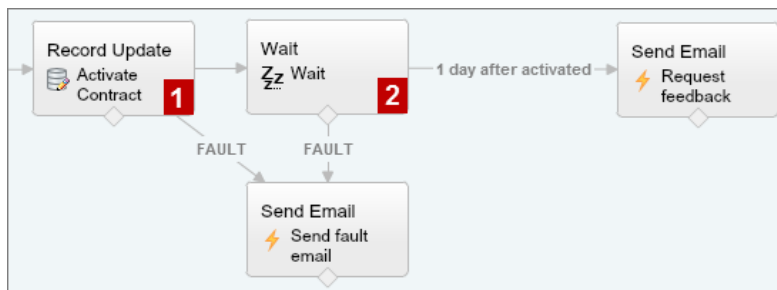 Record Update
Activate
Contract
1
Wait
Zzz Wait
2
1 day after activated
Send Email
Request
feedback
FAULT
FAULT
Send Email
Send fault
email